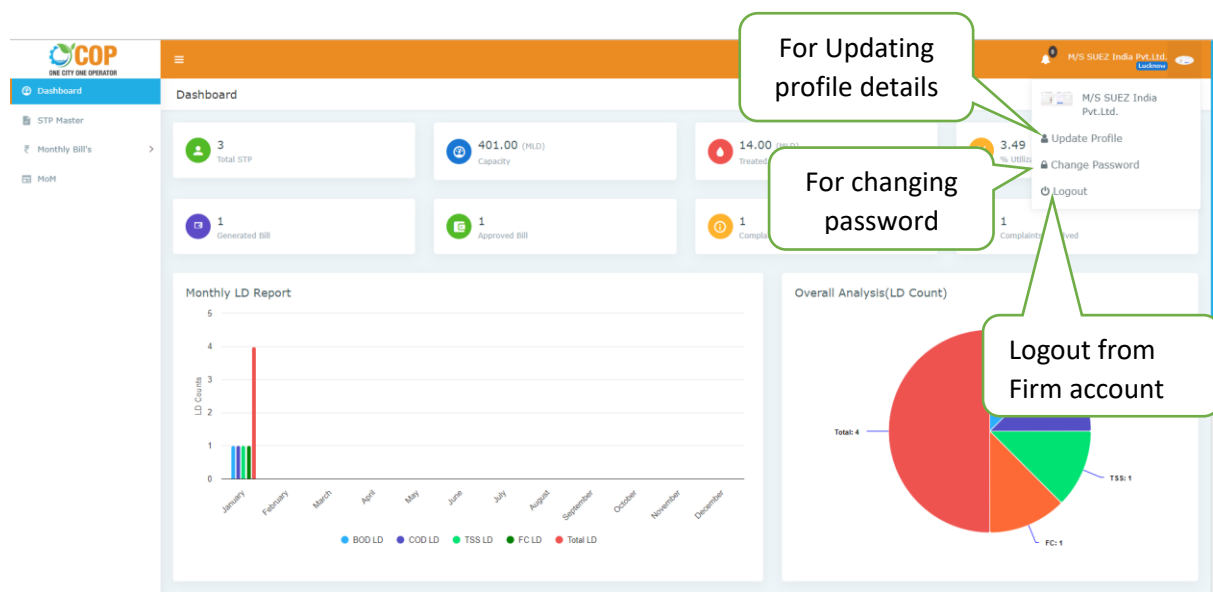 COP
ONE CITY ONE OPERATOR
Dashboard
STP Master
₹ Monthly Bill's >
MoM
0
M/S SUEZ India Pvt.Ltd.
Lucknow
Dashboard
M/S SUEZ India
Pvt.Ltd.
Update Profile
Change Password
Logout
For Updating
profile details
For changing
password
Logout from
Firm account
3
Total STP
401.00 (MLD)
Capacity
14.00 (MLD)
Treated
3.49
% Utiliz
1
Generated Bill
1
Approved Bill
1
Compla
1
Complaints
Monthly LD Report
5
4
3
2
1
0
LD Counts
January
February
March
April
May
June
July
August
September
October
November
December
BOD LD
COD LD
TSS LD
FC LD
Total LD
Overall Analysis(LD Count)
Total: 4
TSS: 1
FC: 1